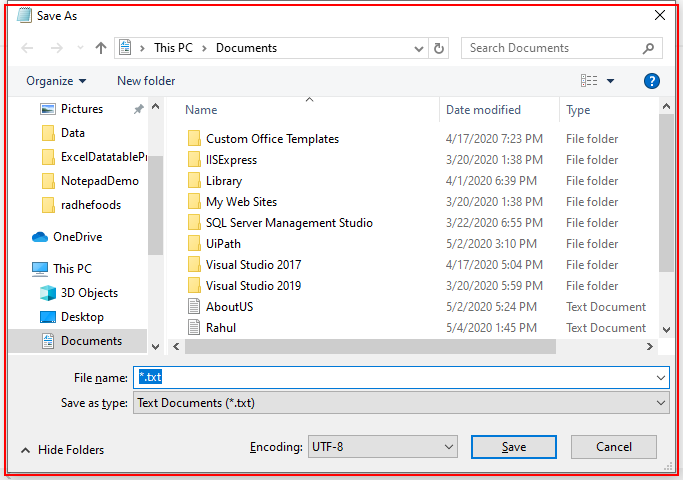 Save As
This PC > Documents
Search Documents
Organize
New folder
Name
Date modified
Type
Pictures
Data
ExcelDatatablePr
NotepadDemo
radhefoods
OneDrive
This PC
3D Objects
Desktop
Documents
Custom Office Templates 4/17/2020 7:23 PM File folder
IISExpress 3/20/2020 1:38 PM File folder
Library 4/1/2020 6:39 PM File folder
My Web Sites 3/20/2020 1:38 PM File folder
SQL Server Management Studio 3/22/2020 6:55 PM File folder
UiPath 5/2/2020 3:10 PM File folder
Visual Studio 2017 4/17/2020 5:04 PM File folder
Visual Studio 2019 3/20/2020 5:59 PM File folder
AboutUS 5/2/2020 5:24 PM Text Document
Rahul 5/4/2020 1:45 PM Text Document
File name: *.txt
Save as type: Text Documents (*.txt)
Hide Folders
Encoding: UTF-8
Save
Cancel